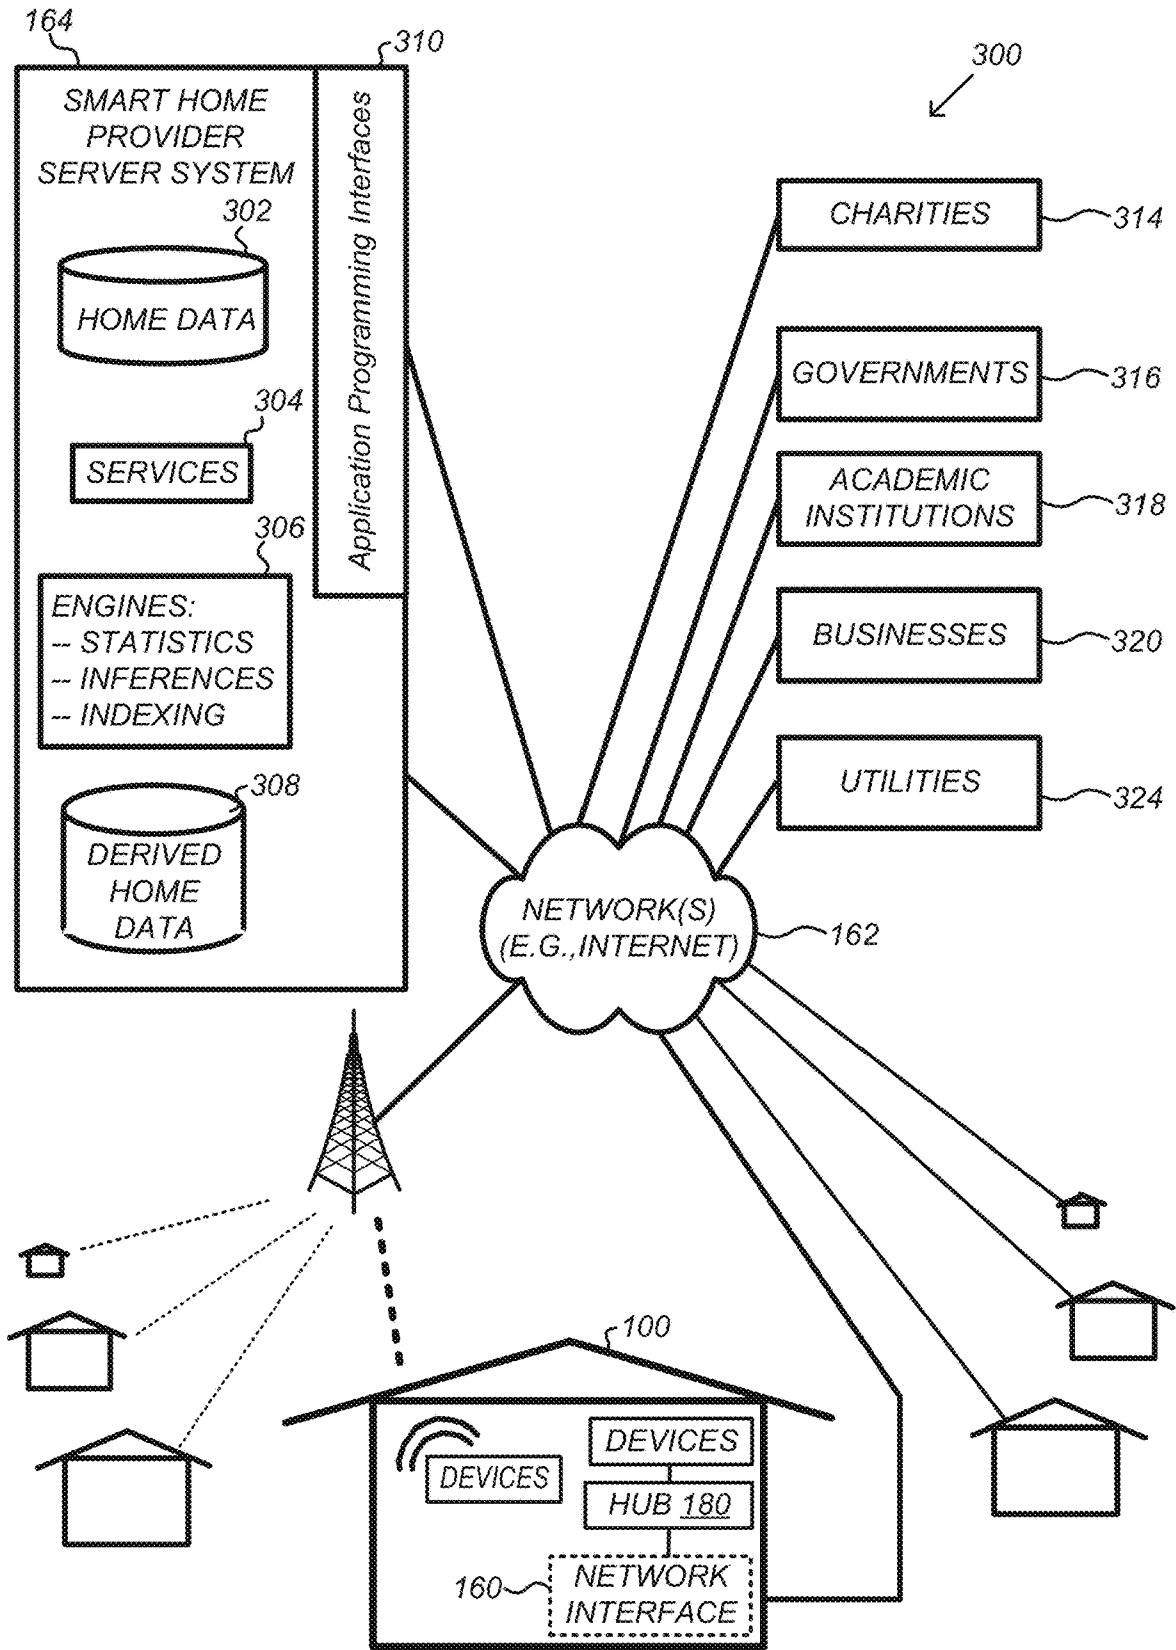 164
310
300
SMART HOME
PROVIDER
SERVER SYSTEM
Application Programming Interfaces
302
HOME DATA
304
SERVICES
306
ENGINES:
-- STATISTICS
-- INFERENCES
-- INDEXING
308
DERIVED
HOME
DATA
CHARITIES
314
GOVERNMENTS
316
ACADEMIC
INSTITUTIONS
318
BUSINESSES
320
UTILITIES
324
NETWORK(S)
(E.G.,INTERNET)
162
100
DEVICES
DEVICES
HUB 180
160
NETWORK
INTERFACE